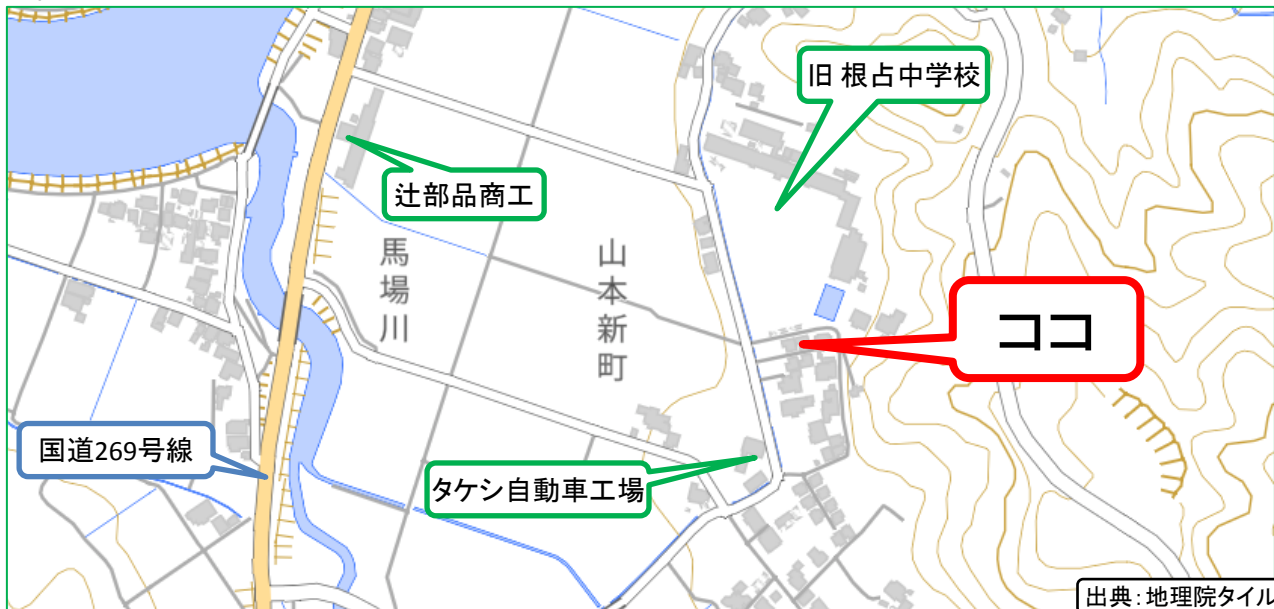 旧 根占中学校
辻部品商工
馬場川
山本新町
ココ
国道269号線
タケシ自動車工場
出典:地理院タイル